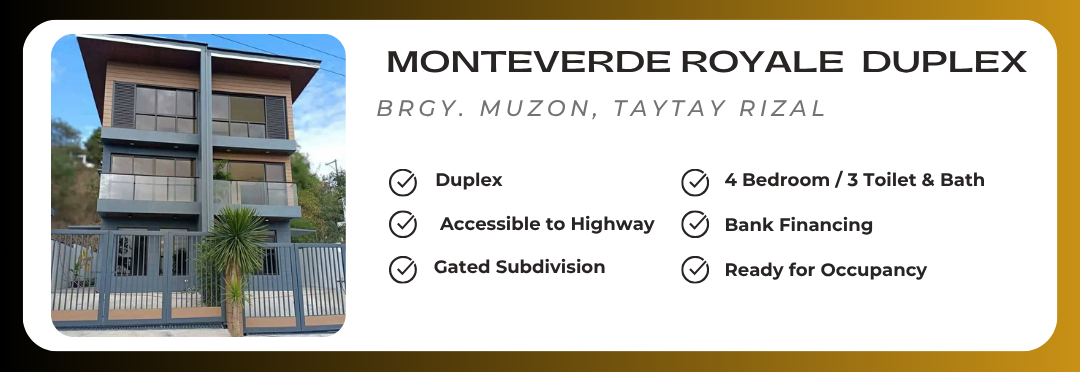 MONTEVERDE ROYALE DUPLEX
BRGY. MUZON, TAYTAY RIZAL
Duplex
Accessible to Highway
Gated Subdivision
4 Bedroom / 3 Toilet & Bath
Bank Financing
Ready for Occupancy